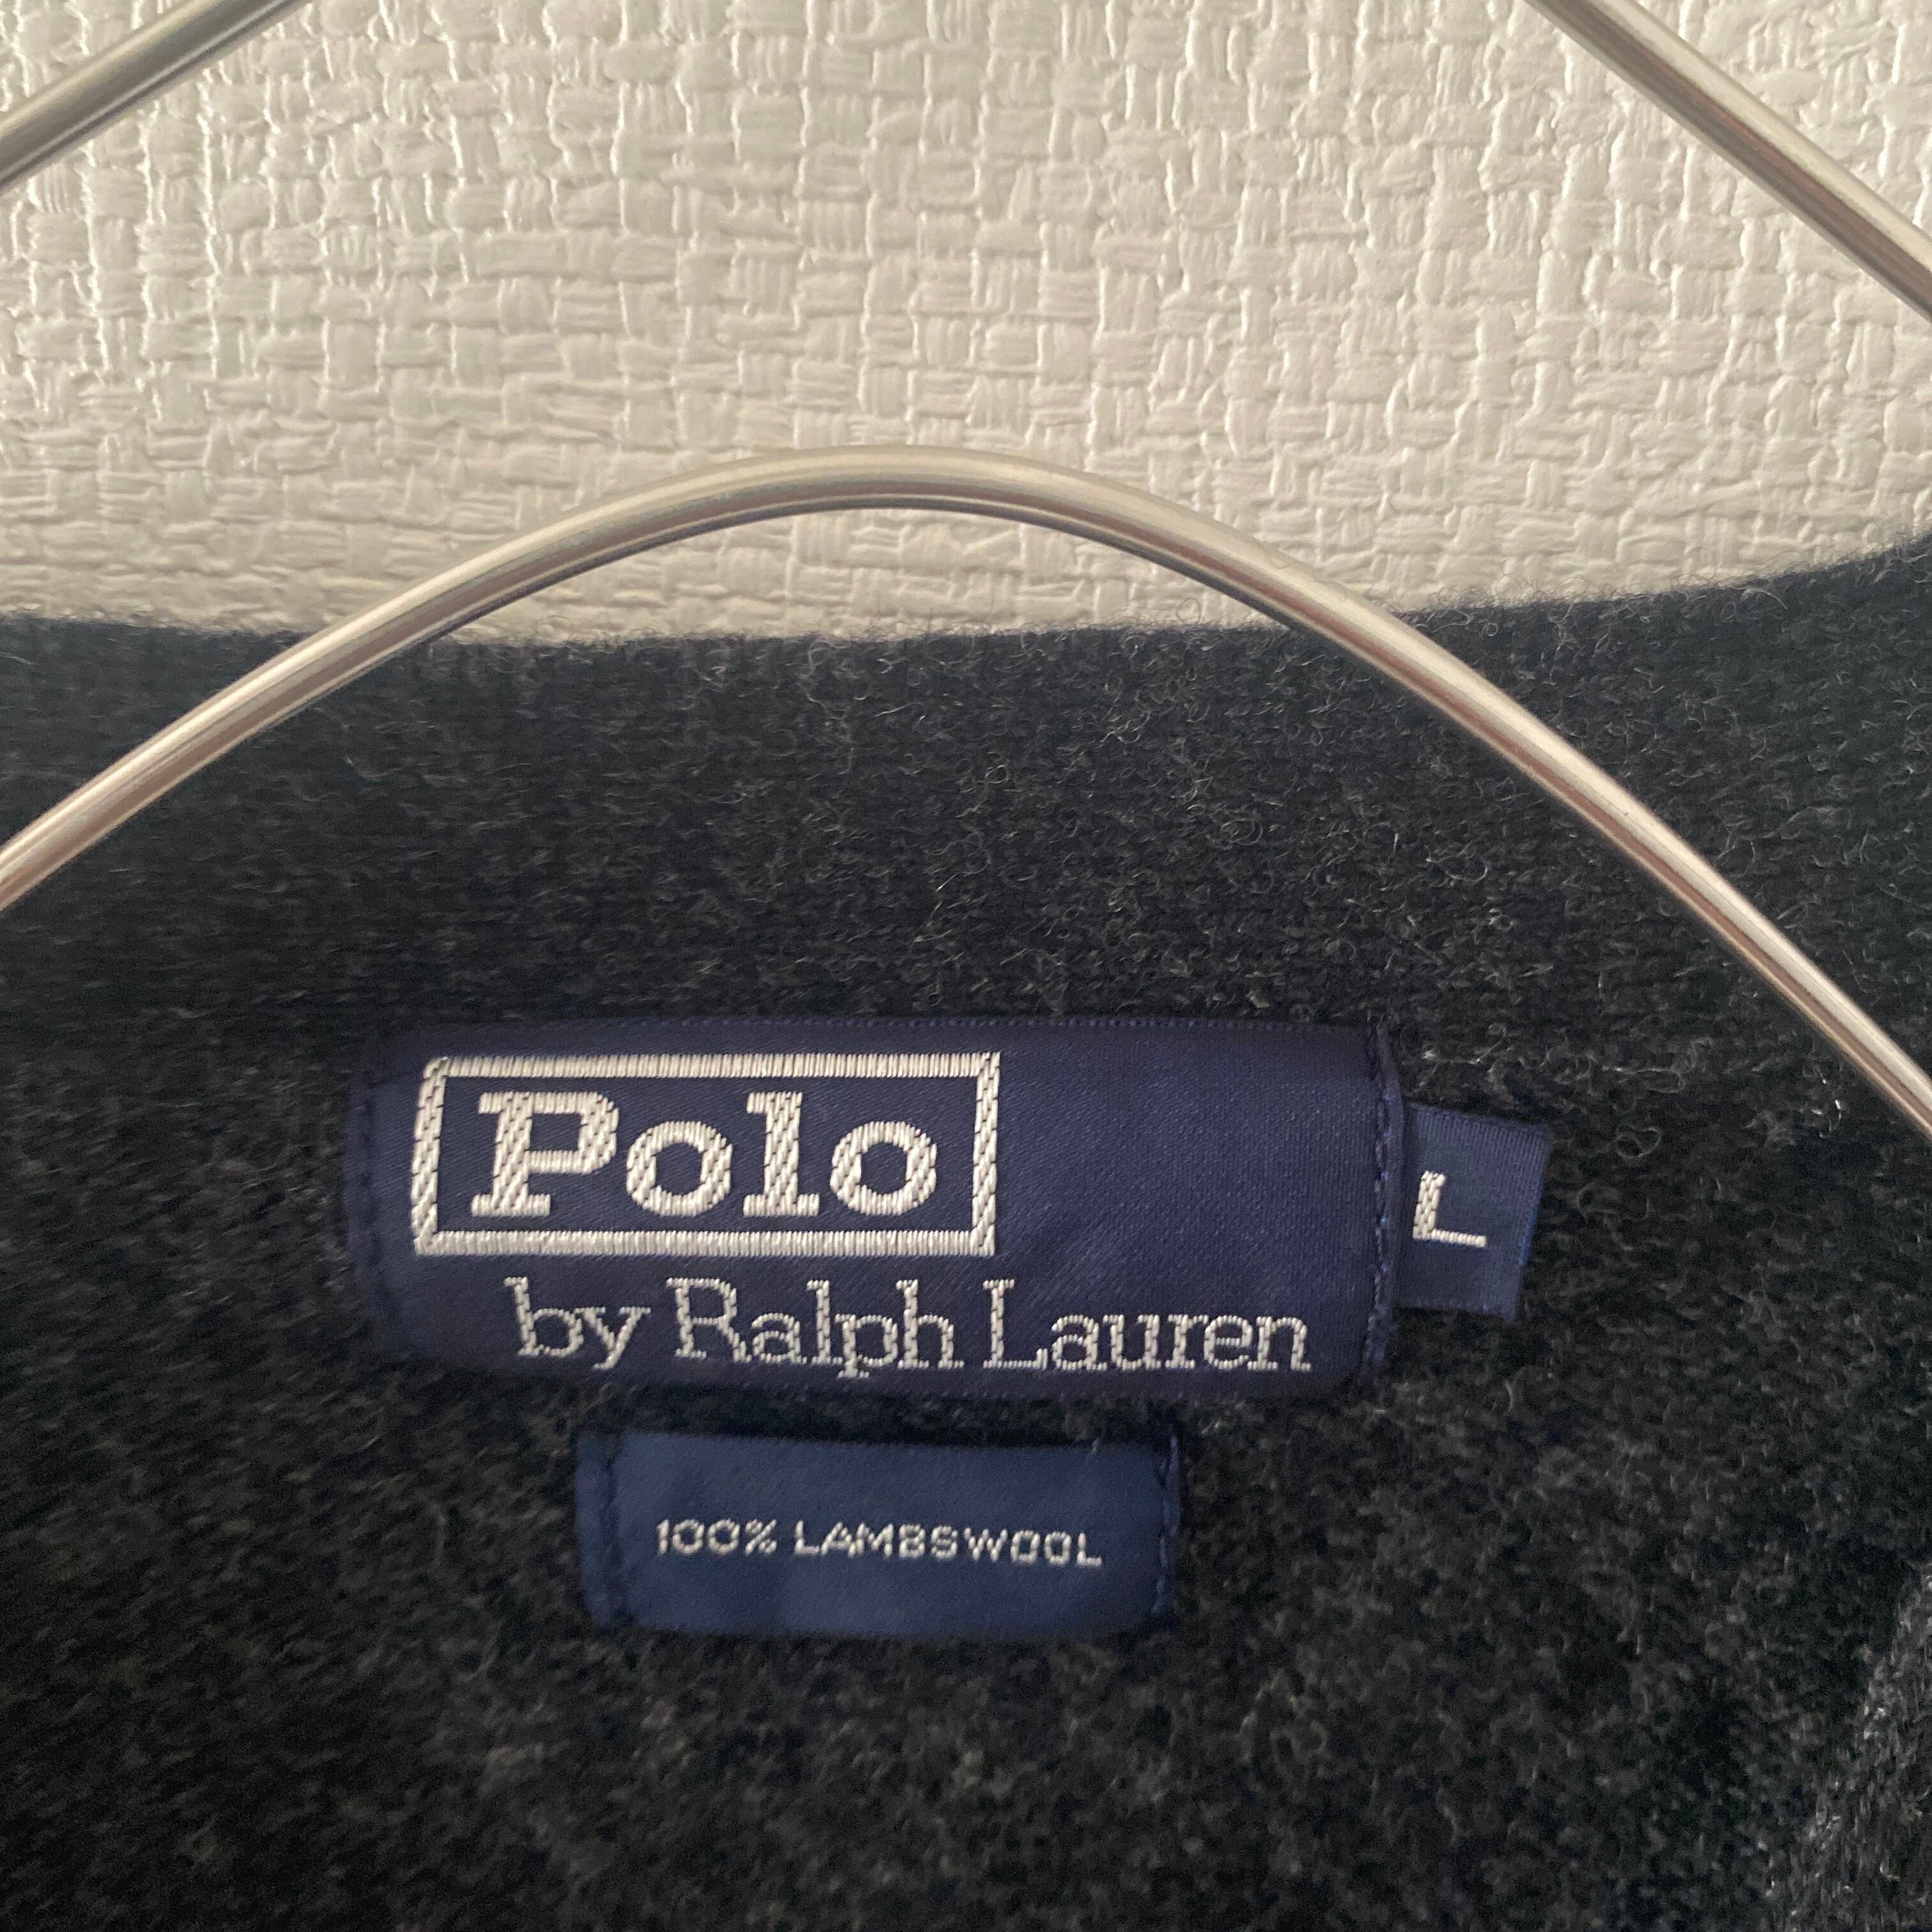 Polo
by Ralph Lauren
L
100% LAMBSWOOL